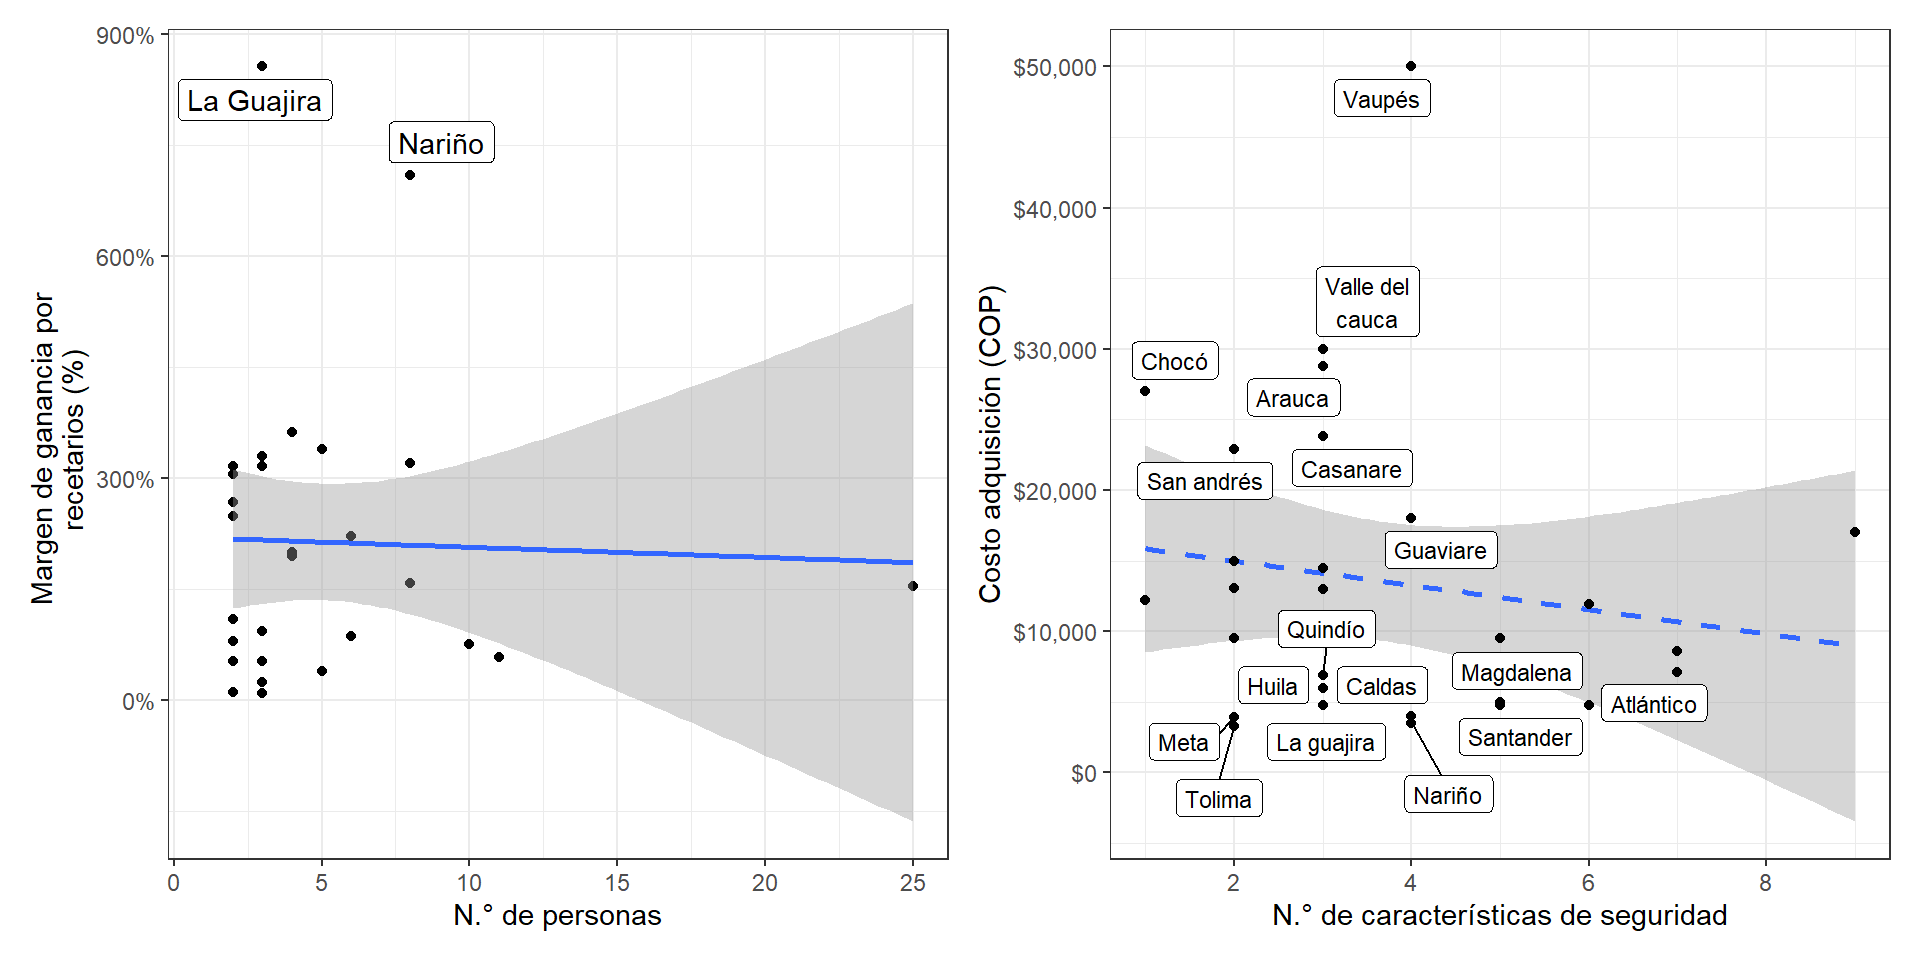 900%
600%
300%
0%
Margen de ganancia por
recetarios (%)
La Guajira
Nariño
0
5
10
15
20
25
N.° de personas
$50,000
$40,000
$30,000
$20,000
$10,000
$0
Costo adquisición (COP)
Vaupés
Valle del
cauca
Chocó
Arauca
Casanare
San andrés
Guaviare
Quindío
Magdalena
Huila
Caldas
Atlántico
Meta
La guajira
Santander
Tolima
Nariño
2
4
6
8
N.° de características de seguridad